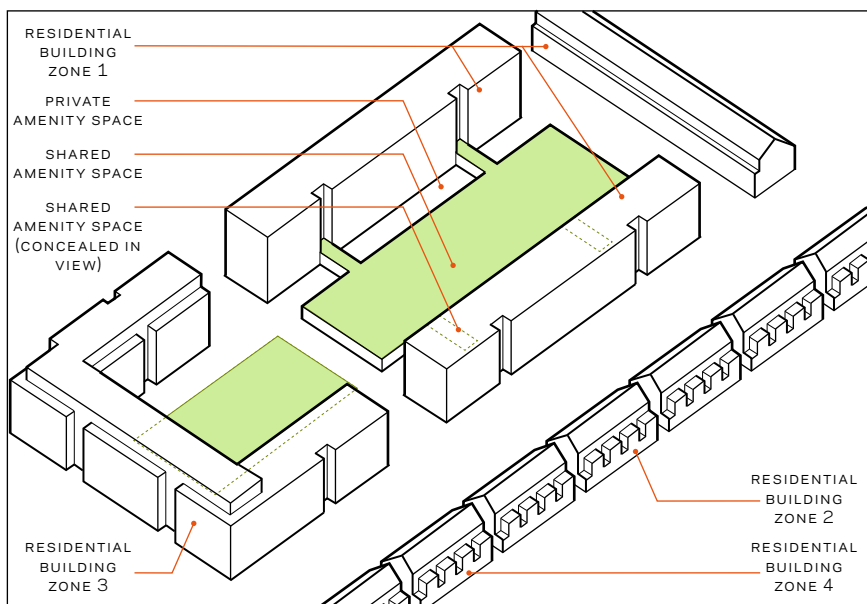 RESIDENTIAL
BUILDING
ZONE 1
PRIVATE
AMENITY SPACE
SHARED
AMENITY SPACE
SHARED
AMENITY SPACE
(CONCEALED IN
VIEW)
RESIDENTIAL
BUILDING
ZONE 2
RESIDENTIAL
BUILDING
ZONE 3
RESIDENTIAL
BUILDING
ZONE 4